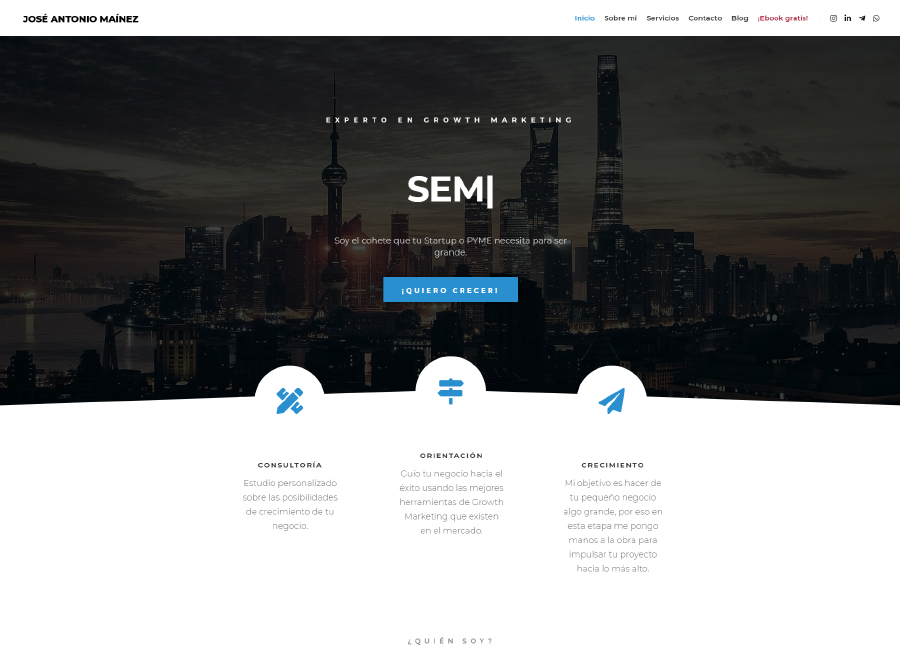 JOSÉ ANTONIO MAÍNEZ
Inicio Sobre mí Servicios Contacto Blog ¡Ebook gratis!
EXPERTO EN GROWTH MARKETING
SEM|
Soy el cohete que tu Startup o PYME necesita para ser
grande.
¡QUIERO CRECER!
CONSULTORÍA
Estudio personalizado
sobre las posibilidades
de crecimiento de tu
negocio.
ORIENTACIÓN
Guío tu negocio hacia el
éxito usando las mejores
herramientas de Growth
Marketing que existen
en el mercado.
CRECIMIENTO
Mi objetivo es hacer de
tu pequeño negocio
algo grande, por eso en
esta etapa me pongo
manos a la obra para
impulsar tu proyecto
hacia lo más alto.
¿QUIÉN SOY?